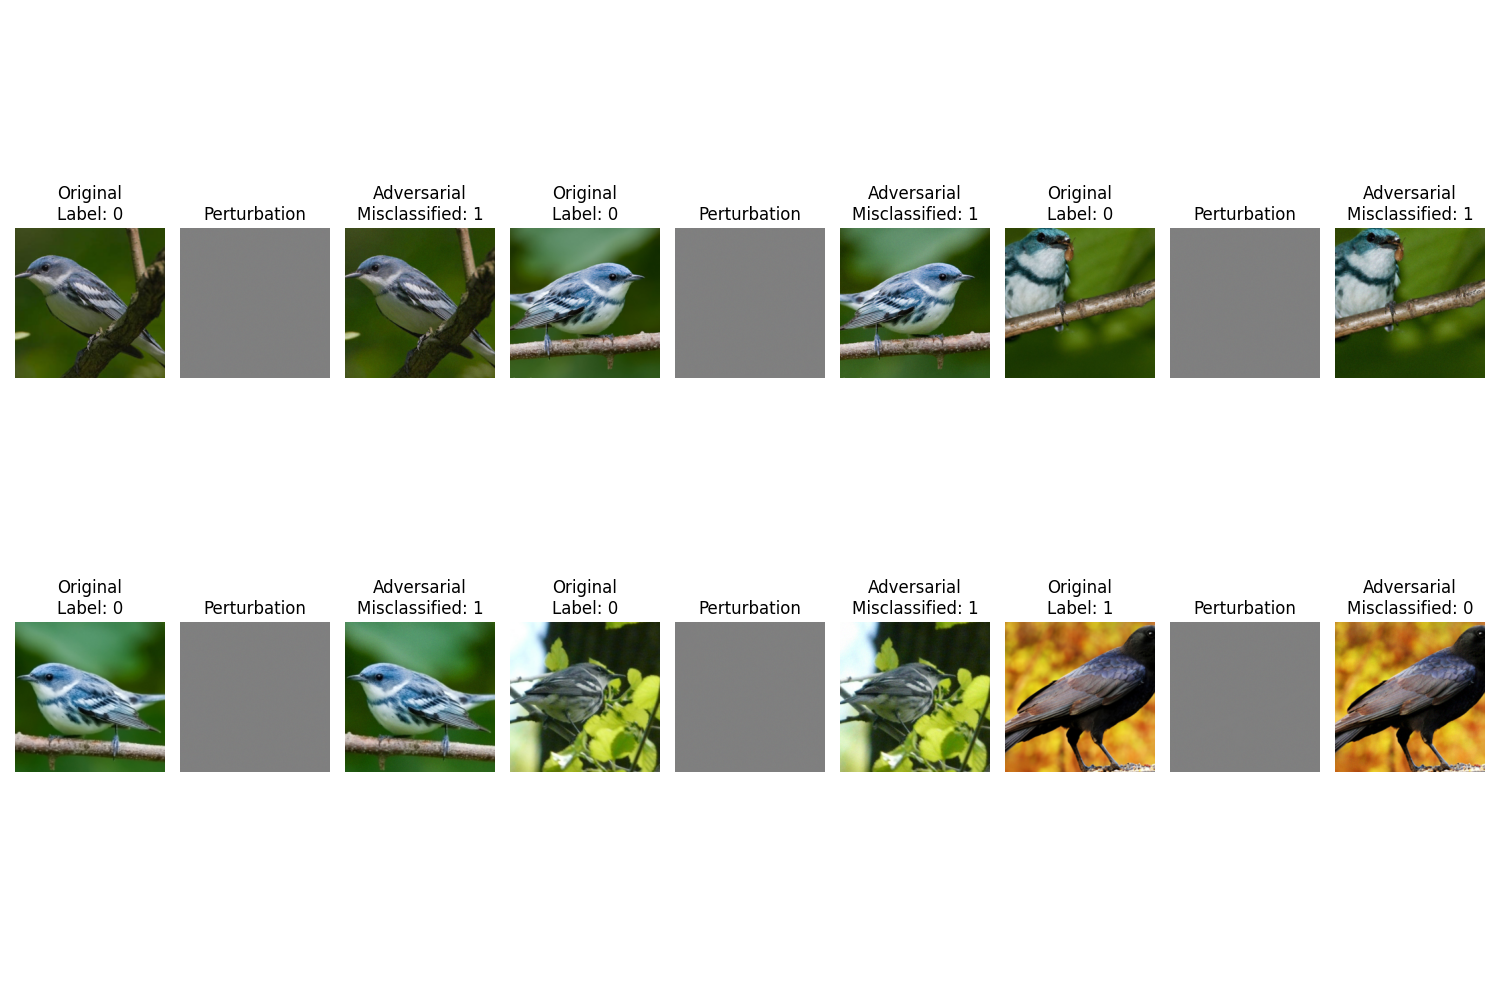 Original
Label: 0
Perturbation
Adversarial
Misclassified: 1
Original
Label: 0
Perturbation
Adversarial
Misclassified: 1
Original
Label: 0
Perturbation
Adversarial
Misclassified: 1
Original
Label: 0
Perturbation
Adversarial
Misclassified: 1
Original
Label: 0
Perturbation
Adversarial
Misclassified: 1
Original
Label: 1
Perturbation
Adversarial
Misclassified: 0